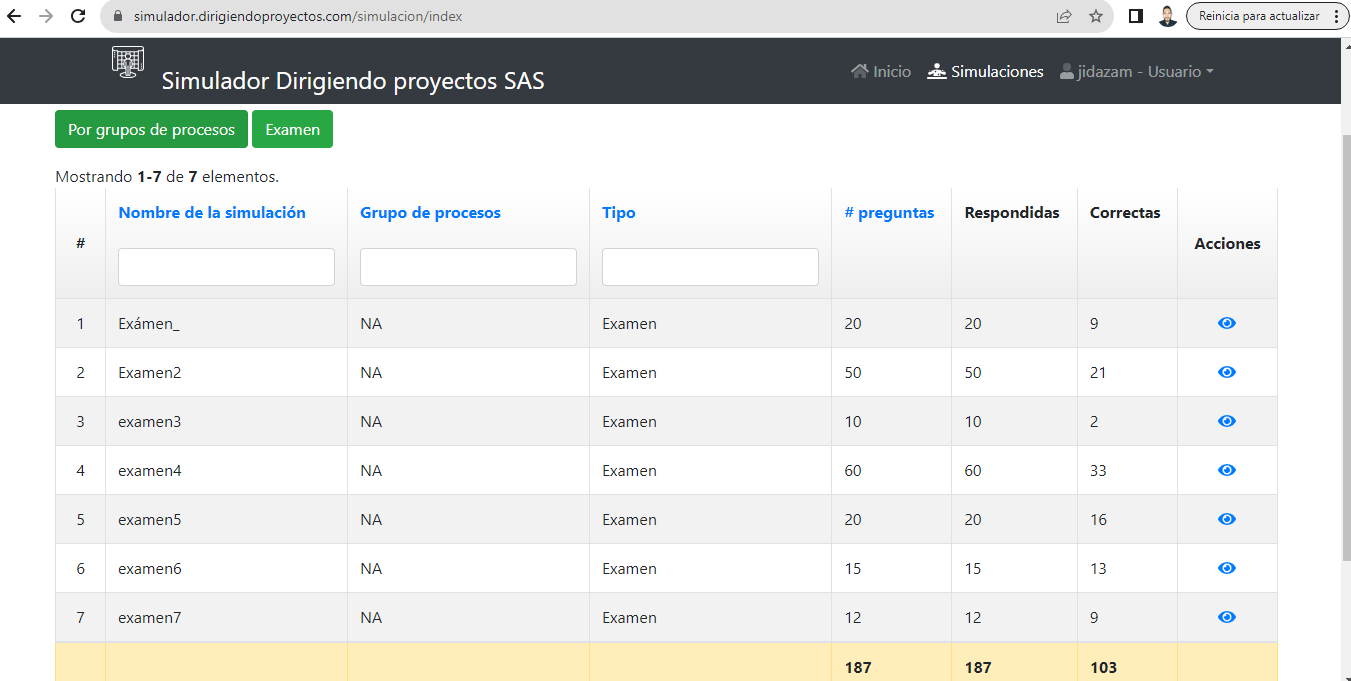 simulador.dirigiendoproyectos.com/simulacion/index
Reinicia para actualizar
Simulador Dirigiendo proyectos SAS
Inicio Simulaciones jidazam - Usuario
Por grupos de procesos Examen
Mostrando 1-7 de 7 elementos.
# Nombre de la simulación Grupo de procesos Tipo # preguntas Respondidas Correctas Acciones
1 Exámen_ NA Examen 20 20 9
2 Examen2 NA Examen 50 50 21
3 examen3 NA Examen 10 10 2
4 examen4 NA Examen 60 60 33
5 examen5 NA Examen 20 20 16
6 examen6 NA Examen 15 15 13
7 examen7 NA Examen 12 12 9
187 187 103